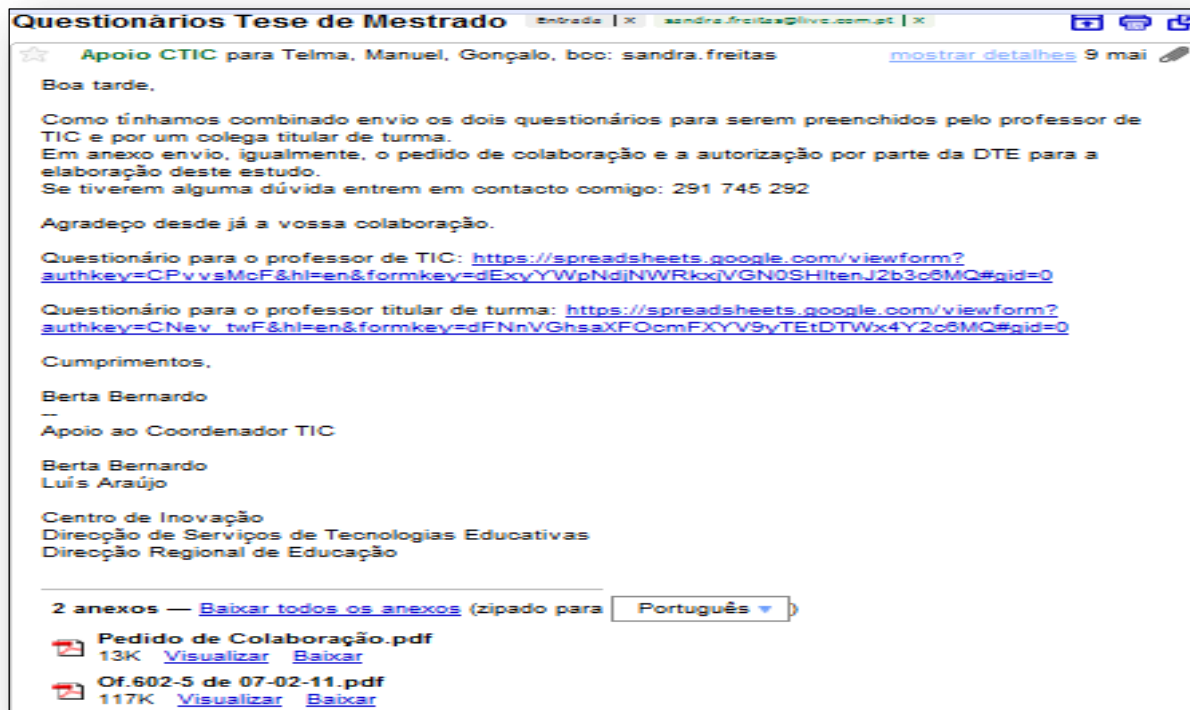 Questionários Tese de Mestrado Entrada | X sandra.freitas@live.com.pt | X
Apoio CTIC para Telma, Manuel, Gonçalo, bcc: sandra.freitas mostrar detalhes 9 mai
Boa tarde,
Como tínhamos combinado envio os dois questionários para serem preenchidos pelo professor de
TIC e por um colega titular de turma.
Em anexo envio, igualmente, o pedido de colaboração e a autorização por parte da DTE para a
elaboração deste estudo.
Se tiverem alguma dúvida entrem em contacto comigo: 291 745 292
Agradeço desde já a vossa colaboração.
Questionário para o professor de TIC: https://spreadsheets.google.com/viewform?
authkey=CPvvsMcF&hl=en&formkey=dExyYWpNdjNWRkxjVGN0SHItenJ2b3c6MQ#gid=0
Questionário para o professor titular de turma: https://spreadsheets.google.com/viewform?
authkey=CNev_twF&hl=en&formkey=dFNnVGhsaXFOcmFXYV9yTEtDTWx4Y2c6MQ#gid=0
Cumprimentos,
Berta Bernardo
--
Apoio ao Coordenador TIC
Berta Bernardo
Luís Araújo
Centro de Inovação
Direcção de Serviços de Tecnologias Educativas
Direcção Regional de Educação
2 anexos — Baixar todos os anexos (zipado para Português )
Pedido de Colaboração.pdf
13K Visualizar Baixar
Of.602-5 de 07-02-11.pdf
117K Visualizar Baixar